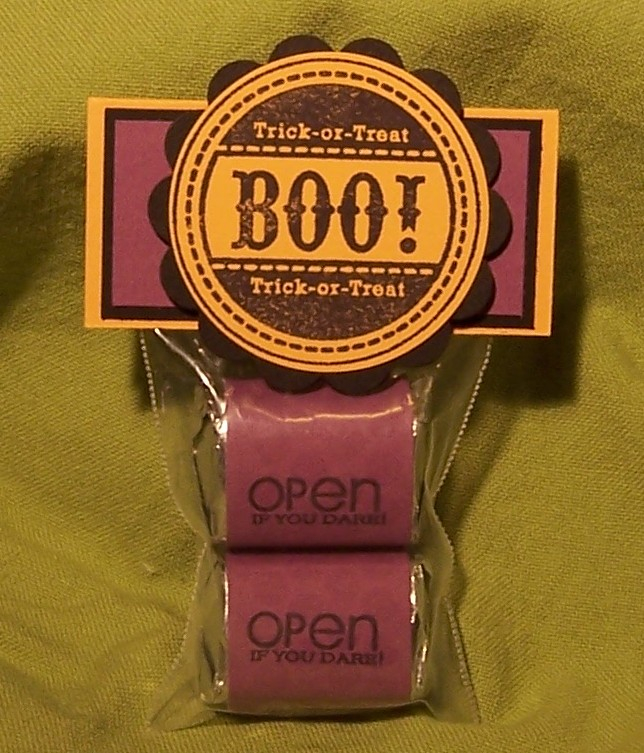 Trick-or-Treat
BOO!
Trick-or-Treat
OPen
IF YOU DARE!
OPen
IF YOU DARE!